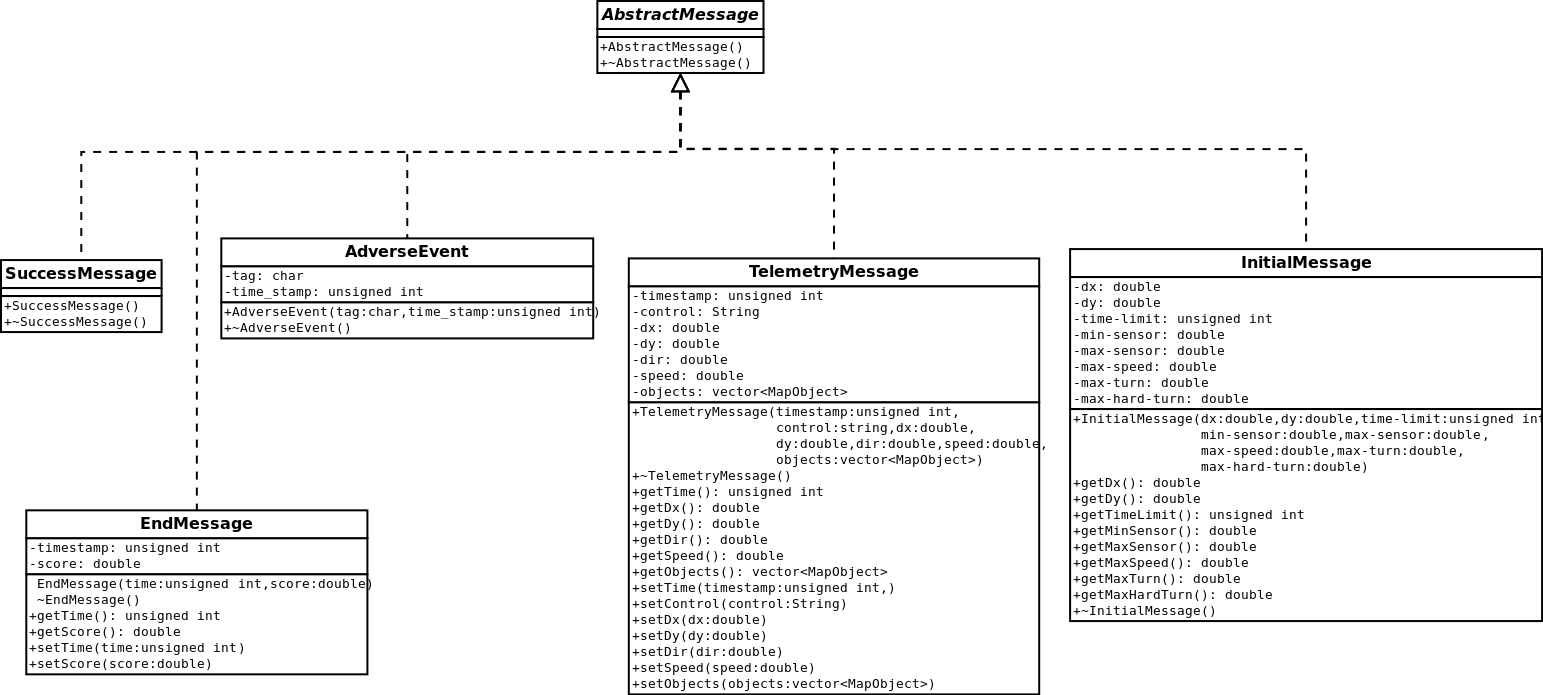 AbstractMessage
+AbstractMessage()
+~AbstractMessage()
SuccessMessage
+SuccessMessage()
+~SuccessMessage()
AdverseEvent
-tag: char
-time_stamp: unsigned int
+AdverseEvent(tag:char,time_stamp:unsigned int)
+~AdverseEvent()
TelemetryMessage
-timestamp: unsigned int
-control: String
-dx: double
-dy: double
-dir: double
-speed: double
-objects: vector<MapObject>
+TelemetryMessage(timestamp:unsigned int,
control:string,dx:double,
dy:double,dir:double,speed:double,
objects:vector<MapObject>)
+~TelemetryMessage()
+getTime(): unsigned int
+getDx(): double
+getDy(): double
+getDir(): double
+getSpeed(): double
+getObjects(): vector<MapObject>
+setTime(timestamp:unsigned int,)
+setControl(control:String)
+setDx(dx:double)
+setDy(dy:double)
+setDir(dir:double)
+setSpeed(speed:double)
+setObjects(objects:vector<MapObject>)
InitialMessage
-dx: double
-dy: double
-time-limit: unsigned int
-min-sensor: double
-max-sensor: double
-max-speed: double
-max-turn: double
-max-hard-turn: double
+InitialMessage(dx:double,dy:double,time-limit:unsigned int
min-sensor:double,max-sensor:double,
max-speed:double,max-turn:double,
max-hard-turn:double)
+getDx(): double
+getDy(): double
+getTimeLimit(): unsigned int
+getMinSensor(): double
+getMaxSensor(): double
+getMaxSpeed(): double
+getMaxTurn(): double
+getMaxHardTurn(): double
+~InitialMessage()
EndMessage
-timestamp: unsigned int
-score: double
EndMessage(time:unsigned int,score:double)
~EndMessage()
+getTime(): unsigned int
+getScore(): double
+setTime(time:unsigned int)
+setScore(score:double)